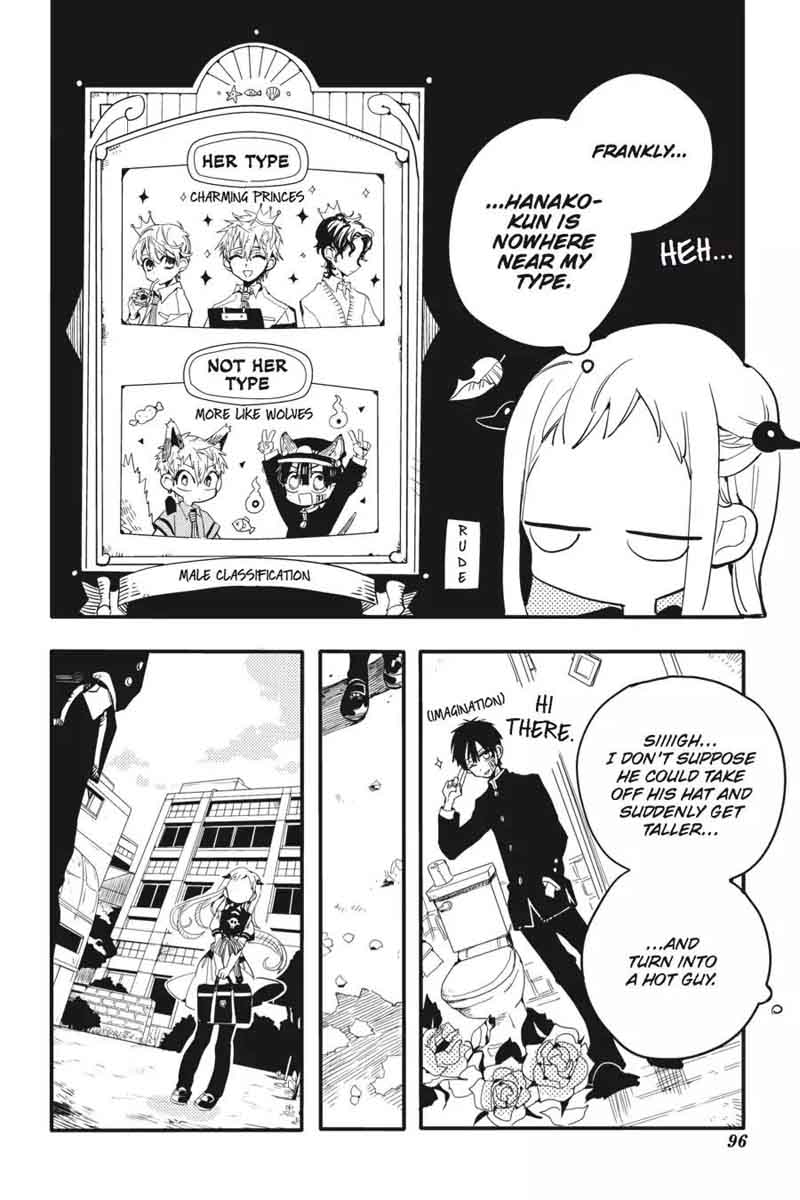 FRANKLY...
...HANAKO-
KUN IS
NOWHERE
NEAR MY
TYPE.
HEH...
HER TYPE
CHARMING PRINCES
NOT HER
TYPE
MORE LIKE WOLVES
MALE CLASSIFICATION
RUDE
SIIIIGH...
I DON'T SUPPOSE
HE COULD TAKE
OFF HIS HAT AND
SUDDENLY GET
TALLER...
...AND
TURN INTO
A HOT GUY.
(IMAGINATION)
HI
THERE.
96